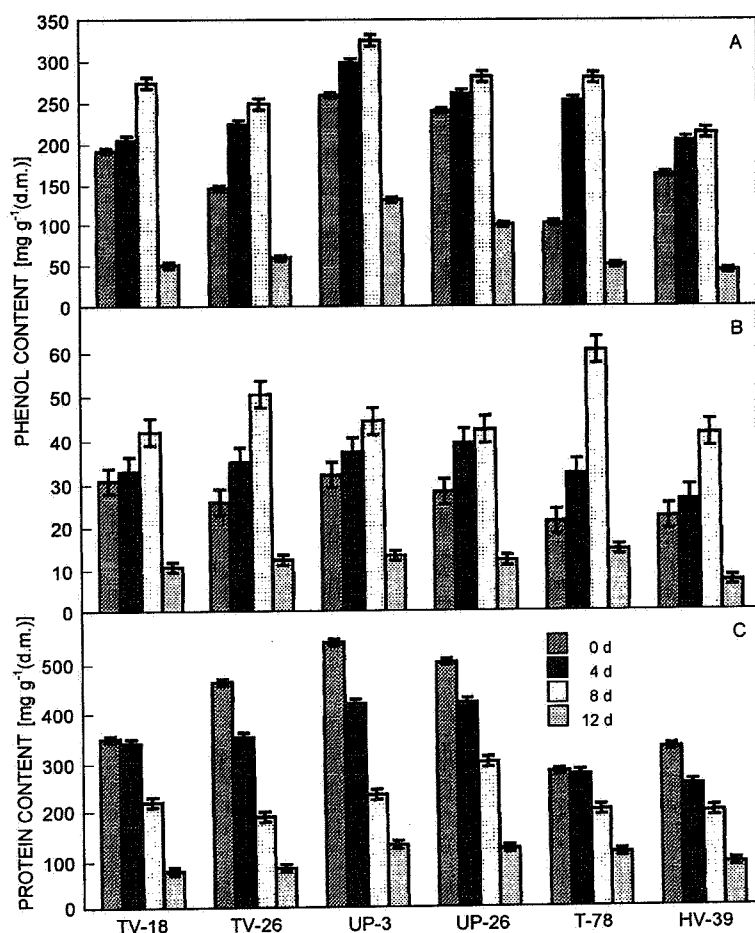 A
350
300
250
200
150
100
50
0
B
60
50
40
30
20
10
0
PHENOL CONTENT [mg g⁻¹(d.m.)]
C
0 d
4 d
8 d
12 d
500
400
300
200
100
0
PROTEIN CONTENT [mg g⁻¹(d.m.)]
TV-18 TV-26 UP-3 UP-26 T-78 HV-39